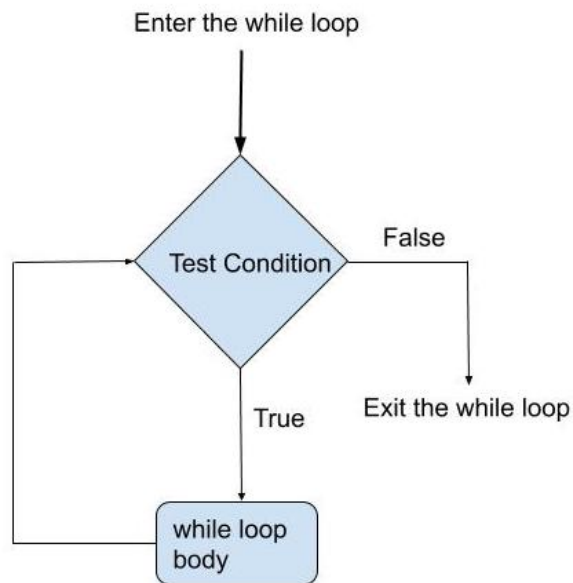 Enter the while loop
Test Condition
False
True
Exit the while loop
while loop
body